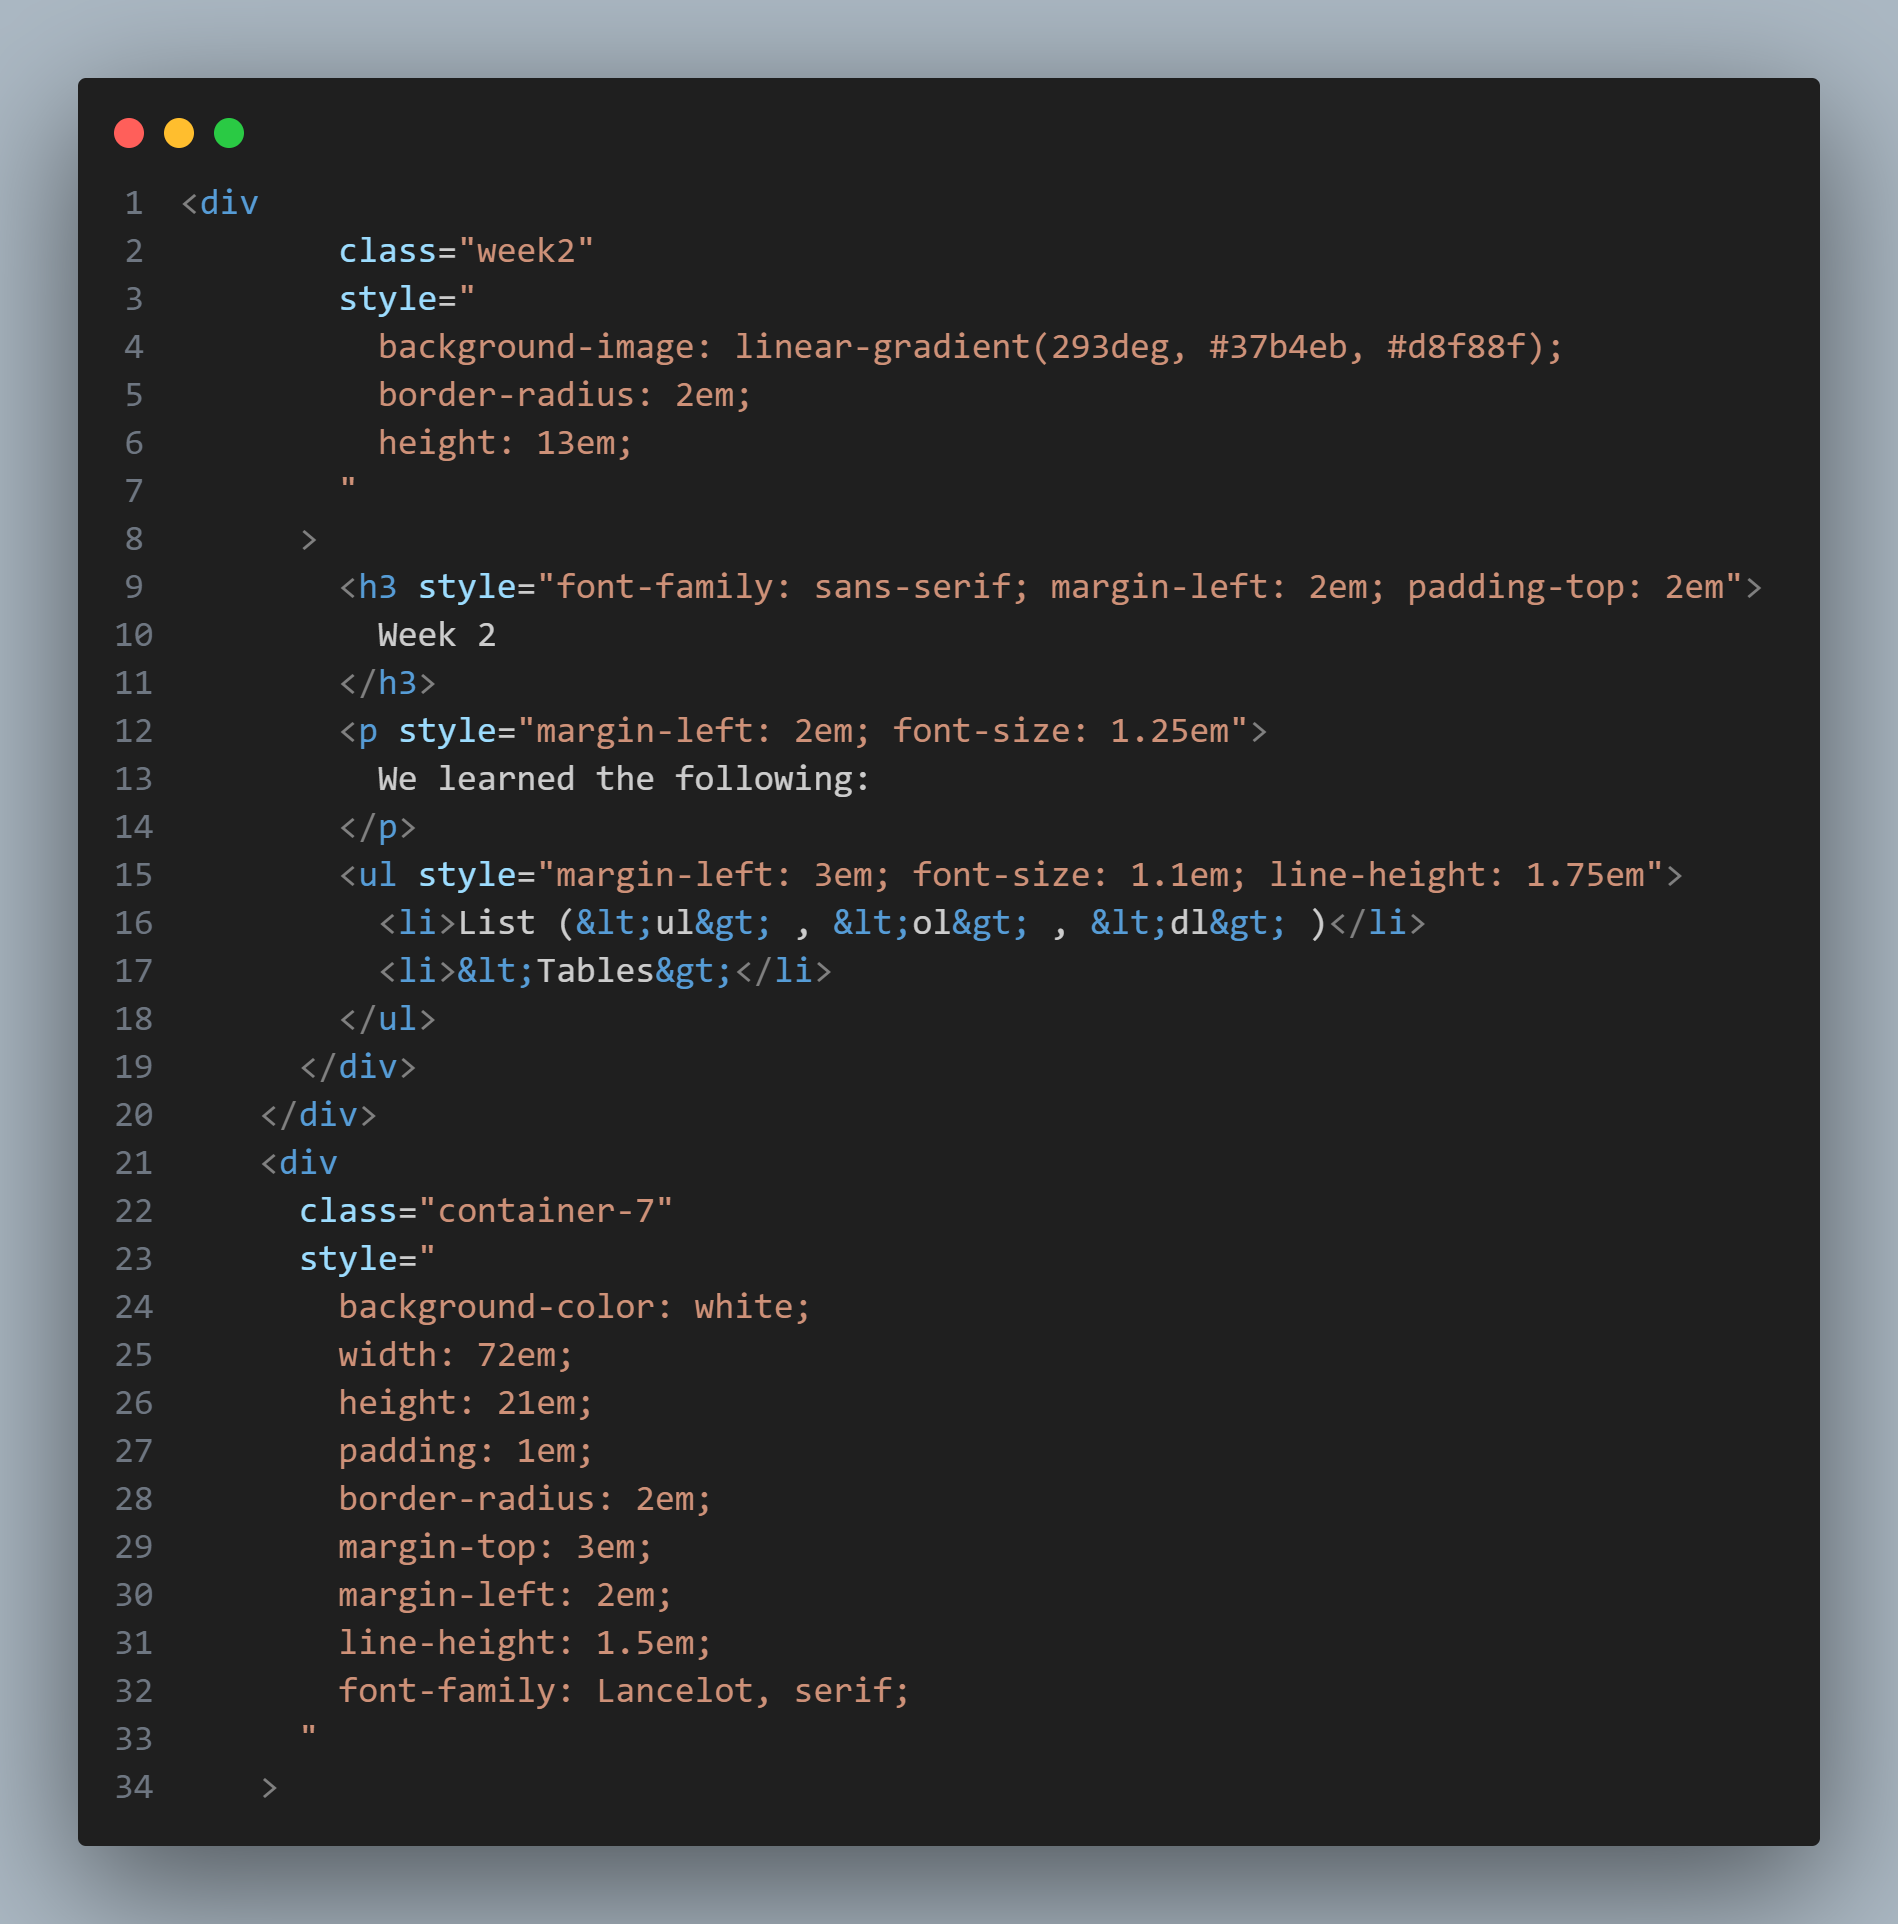 1 <div
2 class="week2"
3 style="
4 background-image: linear-gradient(293deg, #37b4eb, #d8f88f);
5 border-radius: 2em;
6 height: 13em;
7 "
8 >
9 <h3 style="font-family: sans-serif; margin-left: 2em; padding-top: 2em">
10 Week 2
11 </h3>
12 <p style="margin-left: 2em; font-size: 1.25em">
13 We learned the following:
14 </p>
15 <ul style="margin-left: 3em; font-size: 1.1em; line-height: 1.75em">
16 <li>List (&lt;ul&gt; , &lt;ol&gt; , &lt;dl&gt; )</li>
17 <li>&lt;Tables&gt;</li>
18 </ul>
19 </div>
20 </div>
21 <div
22 class="container-7"
23 style="
24 background-color: white;
25 width: 72em;
26 height: 21em;
27 padding: 1em;
28 border-radius: 2em;
29 margin-top: 3em;
30 margin-left: 2em;
31 line-height: 1.5em;
32 font-family: Lancelot, serif;
33 "
34 >